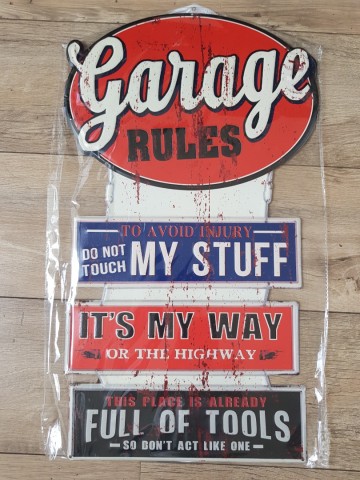 Garage
RULES
TO AVOID INJURY
DO NOT TOUCH MY STUFF
IT'S MY WAY
OR THE HIGHWAY
THIS PLACE IS ALREADY
FULL OF TOOLS
SO DON'T ACT LIKE ONE